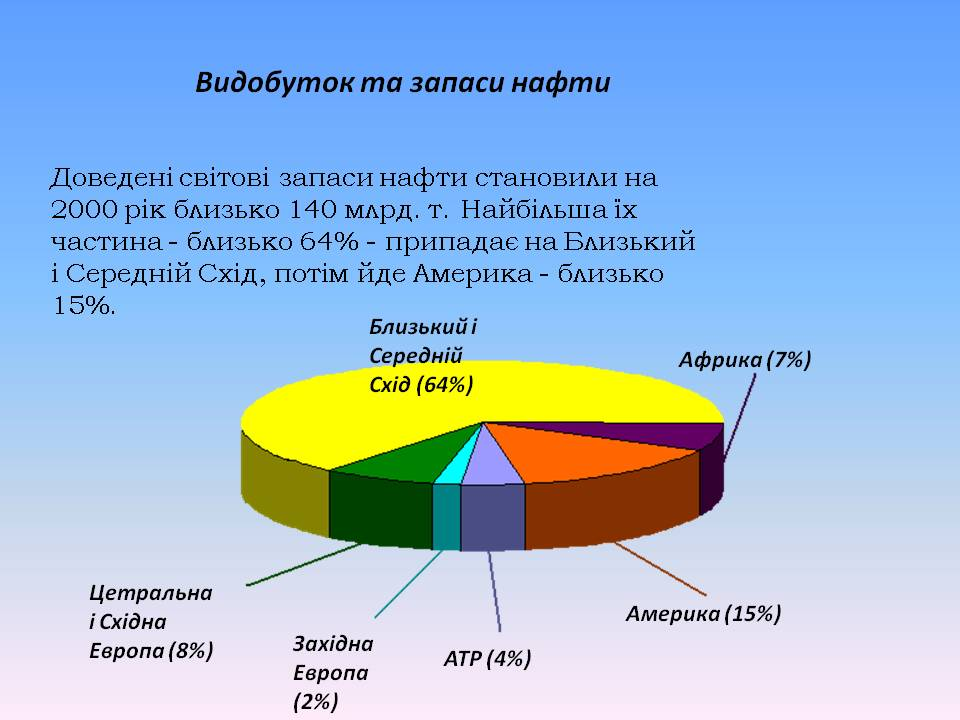 Видобуток та запаси нафти
Доведені світові запаси нафти становили на
2000 рік близько 140 млрд. т. Найбільша їх
частина - близько 64% - припадає на Близький
і Середній Схід, потім йде Америка - близько
15%.
Близький і
Середній
Схід (64%)
Африка (7%)
Америка (15%)
АТР (4%)
Західна
Европа
(2%)
Цетральна
і Східна
Европа (8%)